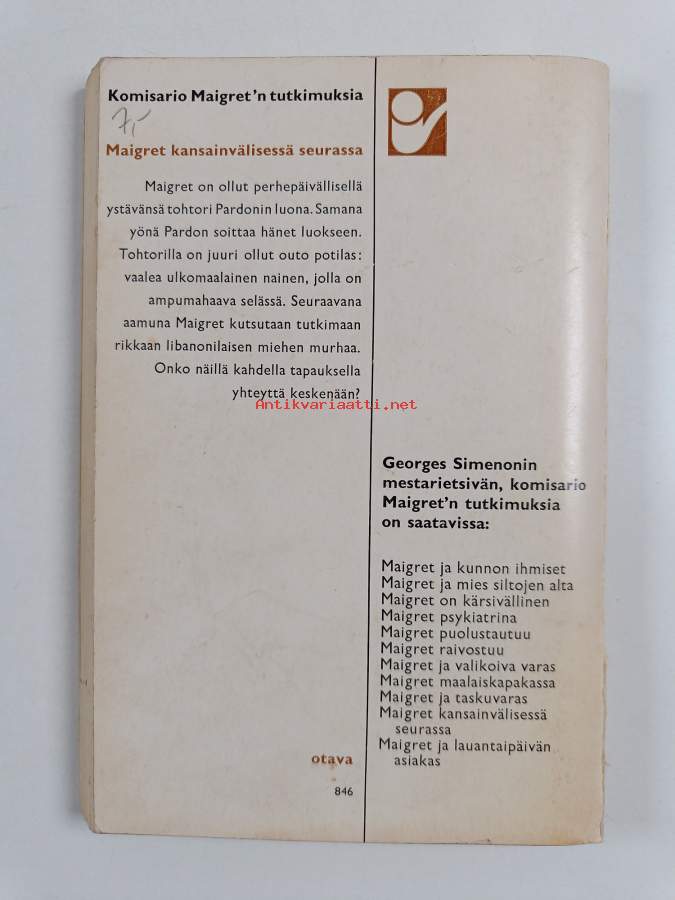 Komisario Maigret'n tutkimuksia
7,-
Maigret kansainvälisessä seurassa
Maigret on ollut perhepäivällisellä
ystävänsä tohtori Pardonin luona. Samana
yönä Pardon soittaa hänet luokseen.
Tohtorilla on juuri ollut outo potilas:
vaalea ulkomaalainen nainen, jolla on
ampumahaava selässä. Seuraavana
aamuna Maigret kutsutaan tutkimaan
rikkaan libanonilaisen miehen murhaa.
Onko näillä kahdella tapauksella
yhteyttä keskenään?
Antikvariaatti.net
otava
846
Georges Simenonin
mestarietsivän, komisario
Maigret'n tutkimuksia
on saatavissa:
Maigret ja kunnon ihmiset
Maigret ja mies siltojen alta
Maigret on kärsivällinen
Maigret psykiatrina
Maigret puolustautuu
Maigret raivostuu
Maigret ja valikoiva varas
Maigret maalaiskapakassa
Maigret ja taskuvaras
Maigret kansainvälisessä
seurassa
Maigret ja lauantaipäivän
asiakas